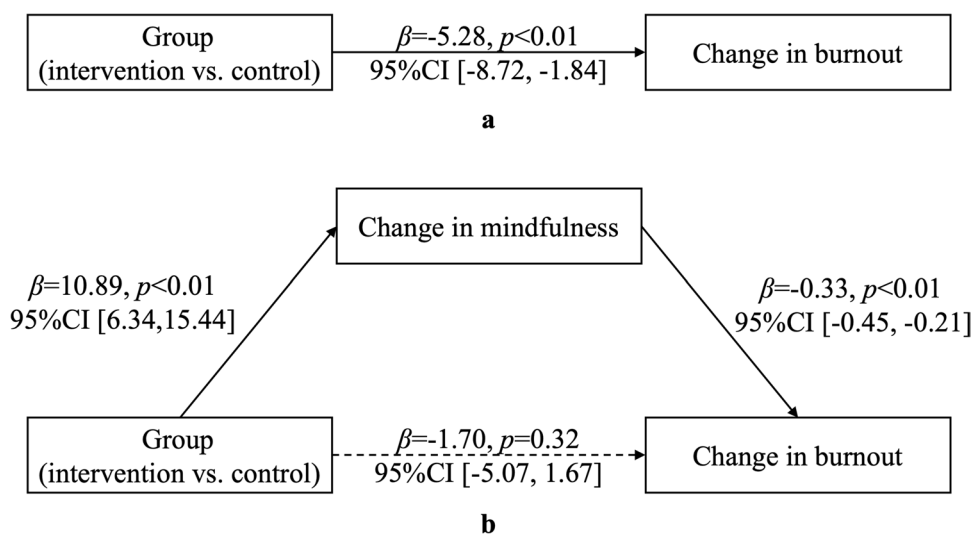 Group
(intervention vs. control)
β=-5.28, p<0.01
95%CI [-8.72, -1.84]
Change in burnout
a
Change in mindfulness
β=10.89, p<0.01
95%CI [6.34,15.44]
β=-0.33, p<0.01
95%CI [-0.45, -0.21]
Group
(intervention vs. control)
β=-1.70, p=0.32
95%CI [-5.07, 1.67]
Change in burnout
b